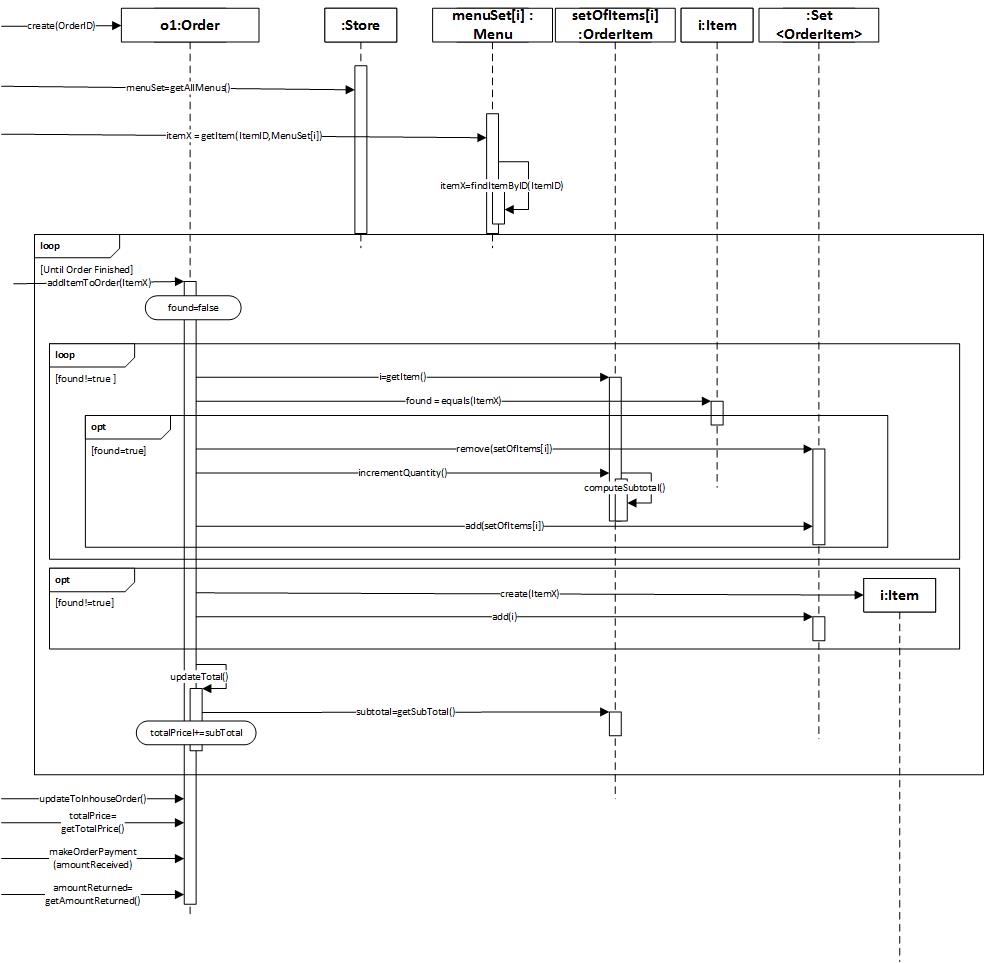 create(OrderID)
o1:Order
:Store
menuSet[i] :
Menu
setOfItems[i]
:OrderItem
i:Item
:Set
<OrderItem>
menuSet=getAllMenus()
itemX = getItem(ItemID,MenuSet[i])
itemX=findItemByID(ItemID)
loop
[Until Order Finished]
addItemToOrder(ItemX)
found=false
loop
[found!=true ]
i=getItem()
found = equals(ItemX)
opt
[found=true]
remove(setOfItems[i])
incrementQuantity()
computeSubtotal()
add(setOfItems[i])
opt
[found!=true]
create(ItemX)
i:Item
add(i)
updateTotal()
subtotal=getSubTotal()
totalPriceI+=subTotal
updateToInhouseOrder()
totalPrice=
getTotalPrice()
makeOrderPayment
(amountReceived)
amountReturned=
getAmountReturned()